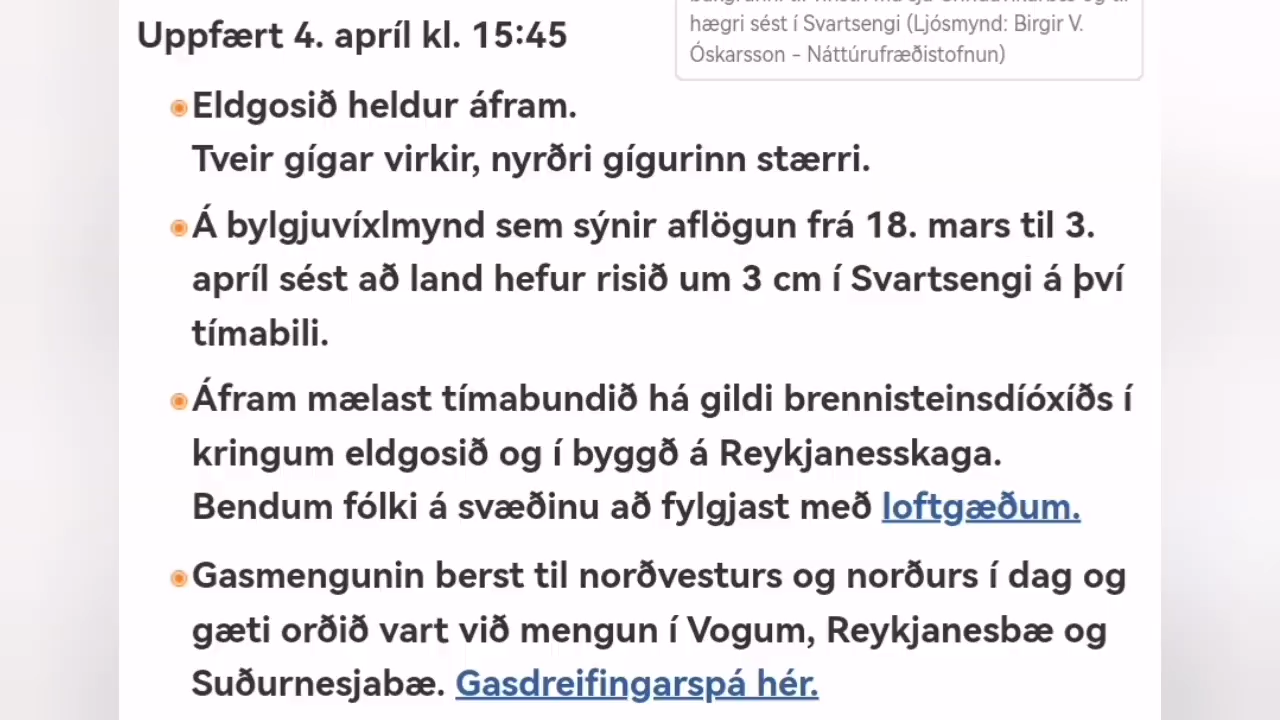 Uppfært 4. apríl kl. 15:45
hægri sést í Svartsengi (Ljósmynd: Birgir V.
Óskarsson - Náttúrufræðistofnun)
Eldgosið heldur áfram.
Tveir gígar virkir, nyrðri gígurinn stærri.
Á bylgjuvíxlmynd sem sýnir aflögun frá 18. mars til 3.
apríl sést að land hefur risið um 3 cm í Svartsengi á því
tímabili.
Áfram mælast tímabundið há gildi brennisteinsdíóxíðs í
kringum eldgosið og í byggð á Reykjanesskaga.
Bendum fólki á svæðinu að fylgjast með loftgæðum.
Gasmengunin berst til norðvesturs og norðurs í dag og
gæti orðið vart við mengun í Vogum, Reykjanesbæ og
Suðurnesjabæ. Gasdreifingarspá hér.